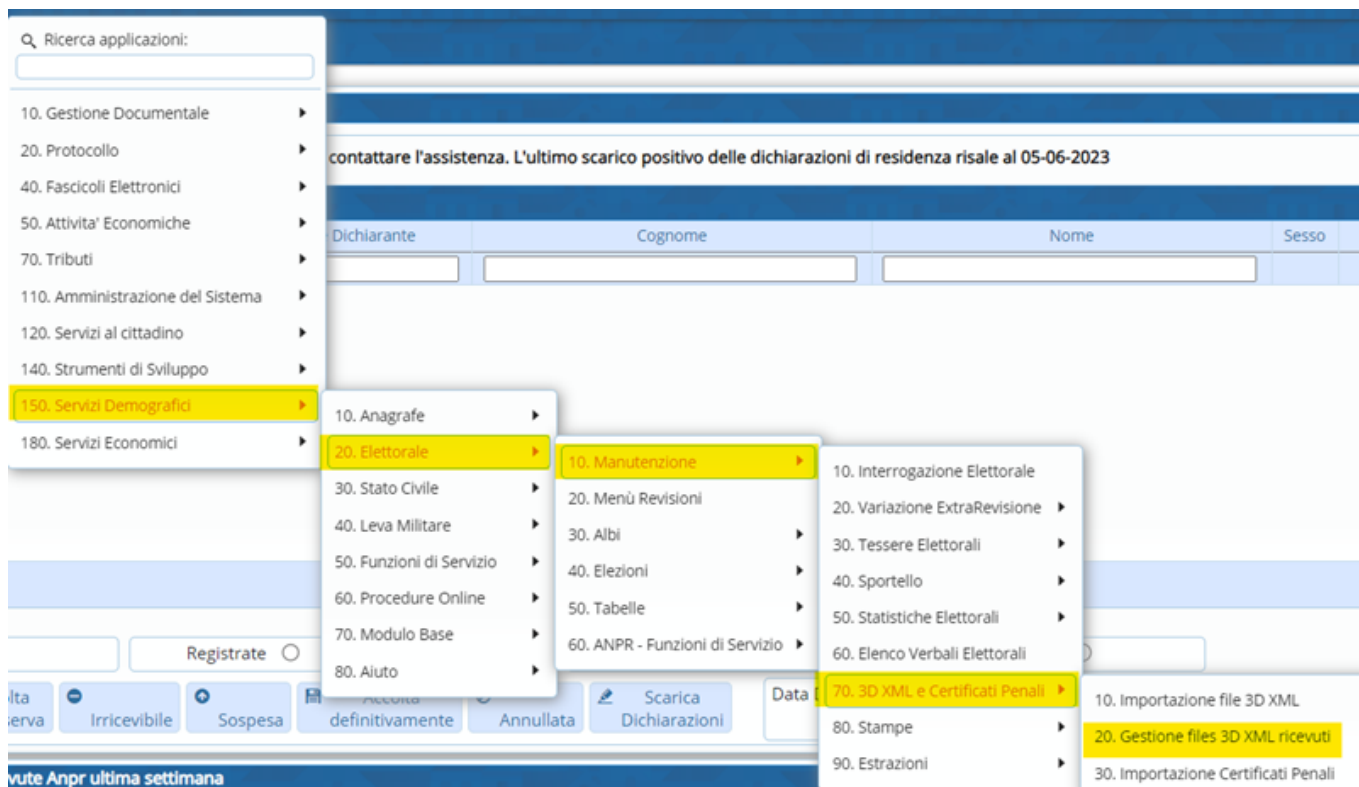 Ricerca applicazioni:
10. Gestione Documentale
20. Protocollo
40. Fascicoli Elettronici
50. Attivita' Economiche
70. Tributi
110. Amministrazione del Sistema
120. Servizi al cittadino
140. Strumenti di Sviluppo
150. Servizi Demografici
180. Servizi Economici
contattare l'assistenza. L'ultimo scarico positivo delle dichiarazioni di residenza risale al 05-06-2023
Dichiarante Cognome Nome Sesso
10. Anagrafe
20. Elettorale
30. Stato Civile
40. Leva Militare
50. Funzioni di Servizio
60. Procedure Online
70. Modulo Base
80. Aiuto
10. Manutenzione
20. Menù Revisioni
30. Albi
40. Elezioni
50. Tabelle
60. ANPR - Funzioni di Servizio
10. Interrogazione Elettorale
20. Variazione ExtraRevisione
30. Tessere Elettorali
40. Sportello
50. Statistiche Elettorali
60. Elenco Verbali Elettorali
70. 3D XML e Certificati Penali
80. Stampe
90. Estrazioni
10. Importazione file 3D XML
20. Gestione files 3D XML ricevuti
30. Importazione Certificati Penali
Registrate
lta
serva
Irricevibile
Sospesa
Accolta
definitivamente
Annullata
Scarica
Dichiarazioni
Data
vute Anpr ultima settimana